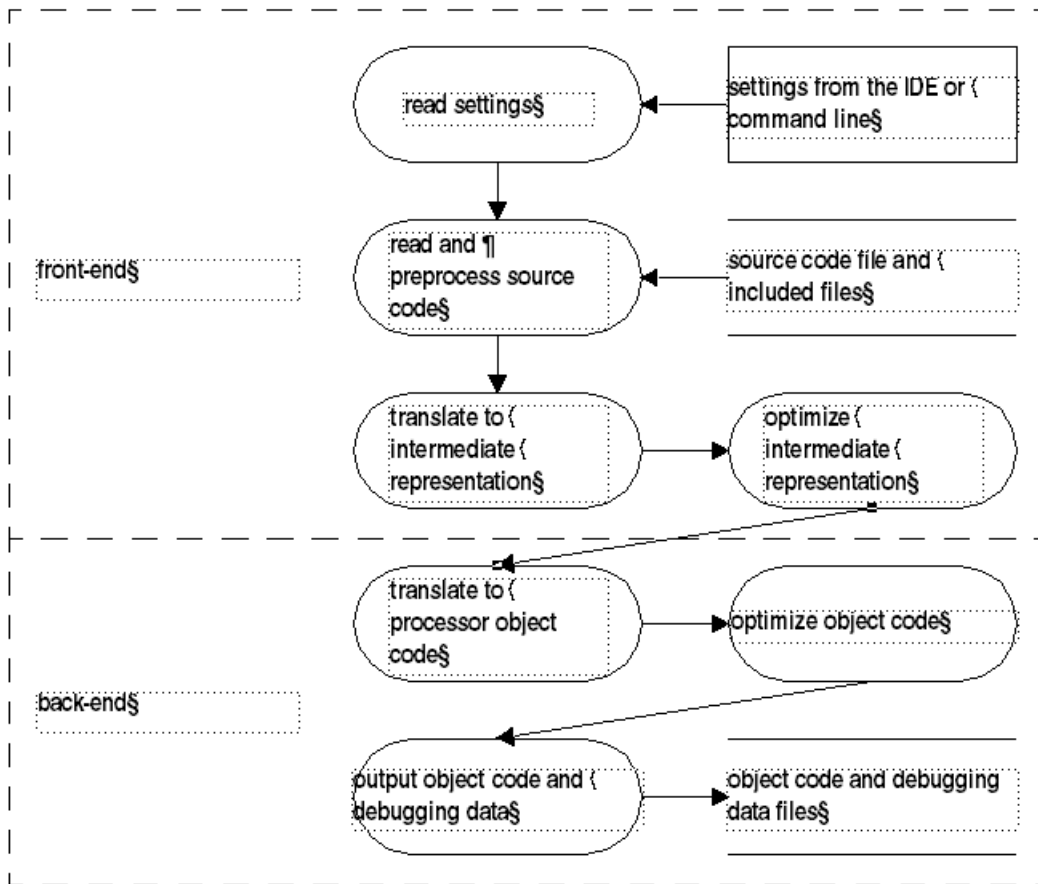 read settings§
settings from the IDE or {
command line§
front-end§
read and ¶
preprocess source
code§
source code file and {
included files§
translate to {
intermediate {
representation§
optimize {
intermediate {
representation§
back-end§
translate to {
processor object
code§
optimize object code§
output object code and {
debugging data§
object code and debugging
data files§